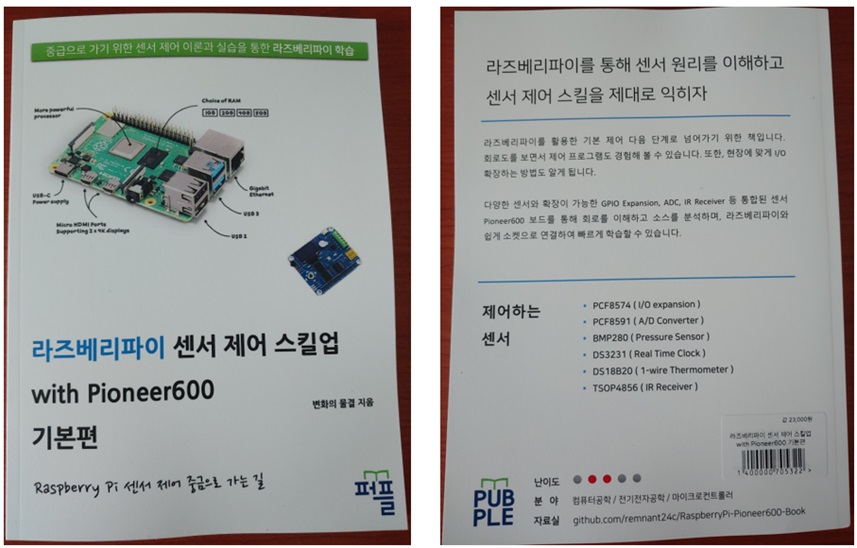 중급으로 가기 위한 센서 제어 이론과 실습을 통한 라즈베리파이 학습
More powerful
processor
Choice of RAM
1GB 2GB 4GB 8GB
USB-C
Power supply
Micro HDMI Ports
Supporting 2 x 4K displays
Gigabit
Ethernet
USB 3
USB 2
라즈베리파이 센서 제어 스킬업
with Pioneer600
변화의 물결 지음
기본편
Raspberry Pi 센서 제어 중급으로 가는 길
퍼플
라즈베리파이를 통해 센서 원리를 이해하고
센서 제어 스킬을 제대로 익히자
라즈베리파이를 활용한 기본 제어 다음 단계로 넘어가기 위한 책입니다.
회로도를 보면서 제어 프로그램도 경험해 볼 수 있습니다. 또한, 현장에 맞게 I/O
확장하는 방법도 알게 됩니다.
다양한 센서와 확장이 가능한 GPIO Expansion, ADC, IR Receiver 등 통합된 센서
Pioneer600 보드를 통해 회로를 이해하고 소스를 분석하며, 라즈베리파이와
쉽게 소켓으로 연결하여 빠르게 학습할 수 있습니다.
제어하는
센서
• PCF8574 ( I/O expansion )
• PCF8591 ( A/D Converter )
• BMP280 ( Pressure Sensor )
• DS3231 ( Real Time Clock )
• DS18B20 ( 1-wire Thermometer )
• TSOP4856 ( IR Receiver )
값 23,000원
라즈베리파이 센서 제어 스킬업
with Pioneer600 기본편
1 400000 705322 >
PUB
PLE
난이도
분 야 컴퓨터공학 / 전기전자공학 / 마이크로컨트롤러
자료실 github.com/remnant24c/RaspberryPi-Pioneer600-Book